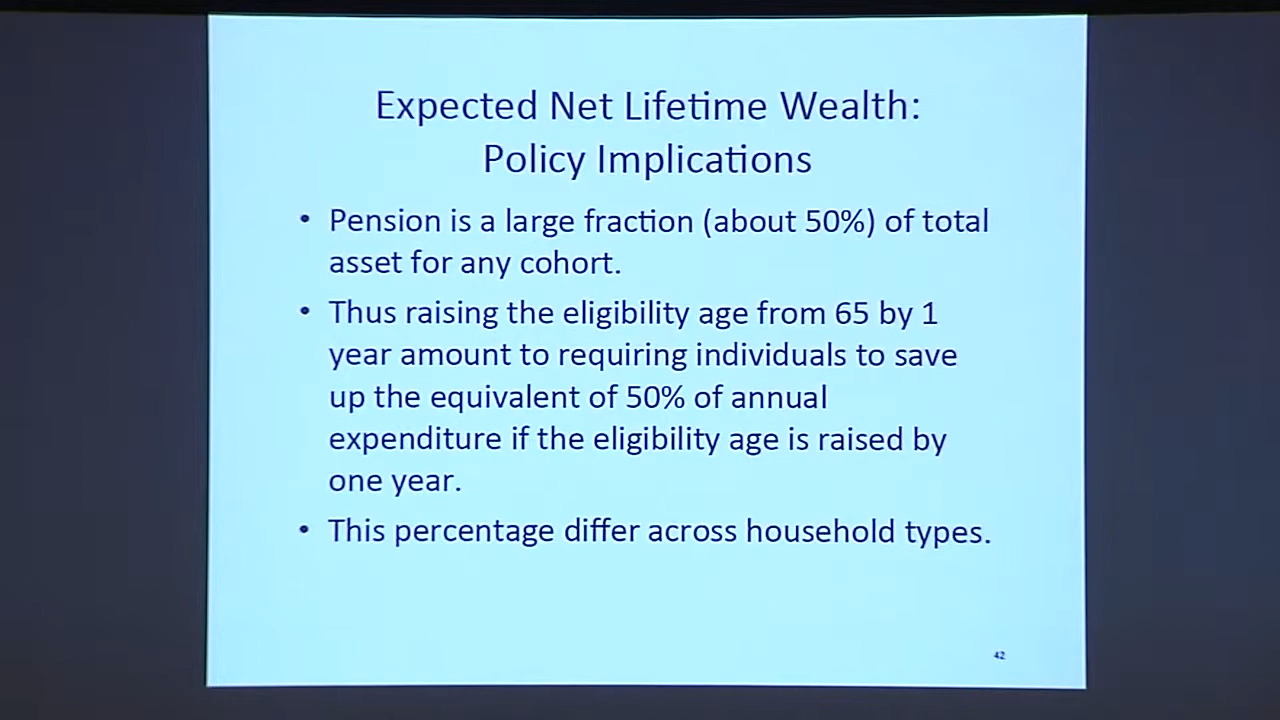 Expected Net Lifetime Wealth:
Policy Implications
• Pension is a large fraction (about 50%) of total
asset for any cohort.
• Thus raising the eligibility age from 65 by 1
year amount to requiring individuals to save
up the equivalent of 50% of annual
expenditure if the eligibility age is raised by
one year.
• This percentage differ across household types.
42